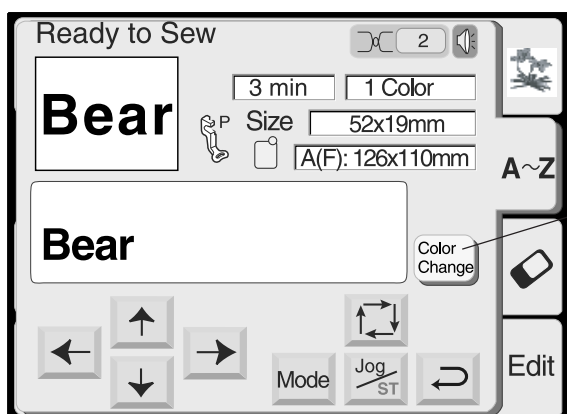 Ready to Sew
2
Bear
3 min
1 Color
P
Size
52x19mm
A(F): 126x110mm
A~Z
Bear
Color
Change
Mode
Jog
ST
Edit